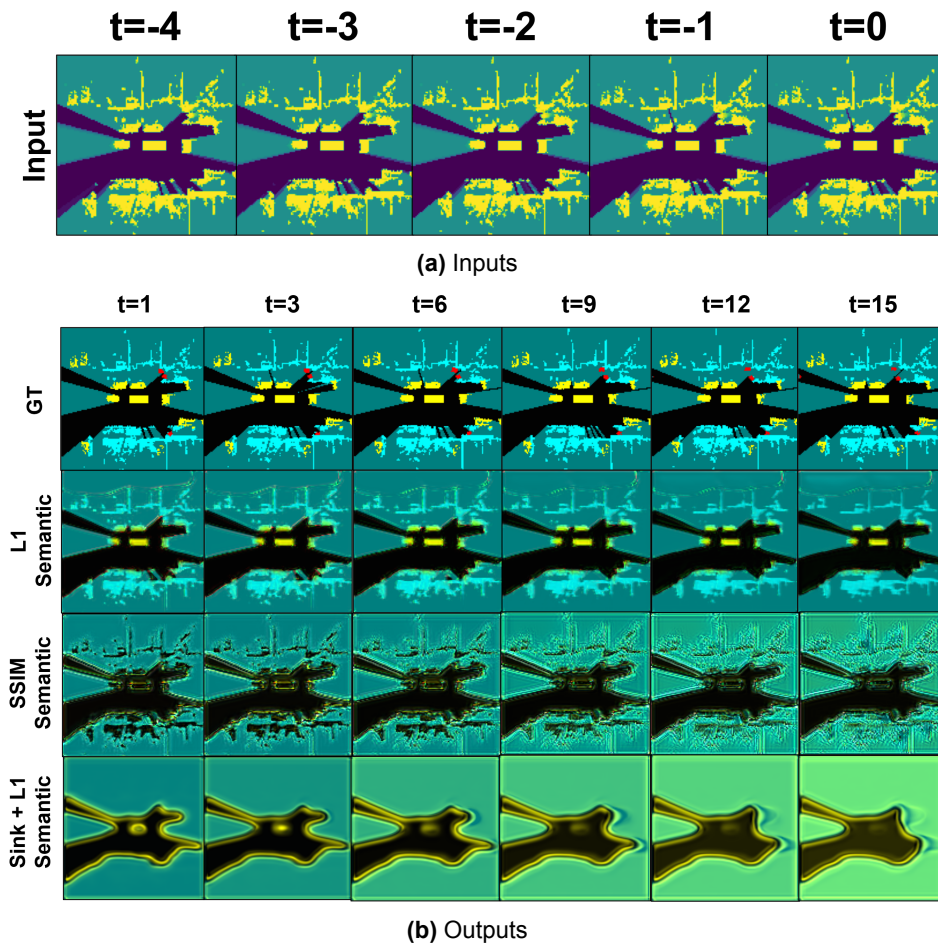 t=-4 t=-3 t=-2 t=-1 t=0
Input
(a) Inputs
t=1 t=3 t=6 t=9 t=12 t=15
GT
L1
Semantic
SSIM
Semantic
Sink + L1
Semantic
(b) Outputs